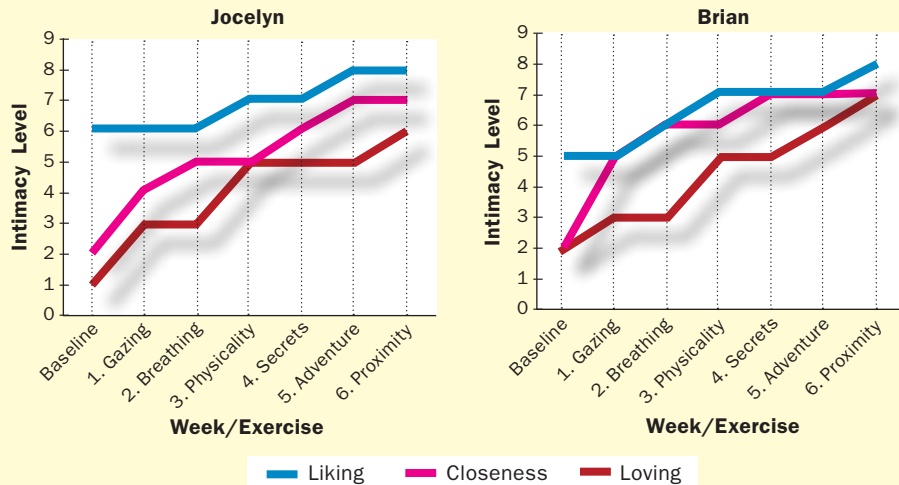 Jocelyn
9
8
7
6
5
4
3
2
1
0
Intimacy Level
Baseline
1. Gazing
2. Breathing
3. Physicality
4. Secrets
5. Adventure
6. Proximity
Week/Exercise
Brian
9
8
7
6
5
4
3
2
1
0
Intimacy Level
Baseline
1. Gazing
2. Breathing
3. Physicality
4. Secrets
5. Adventure
6. Proximity
Week/Exercise
Liking Closeness Loving